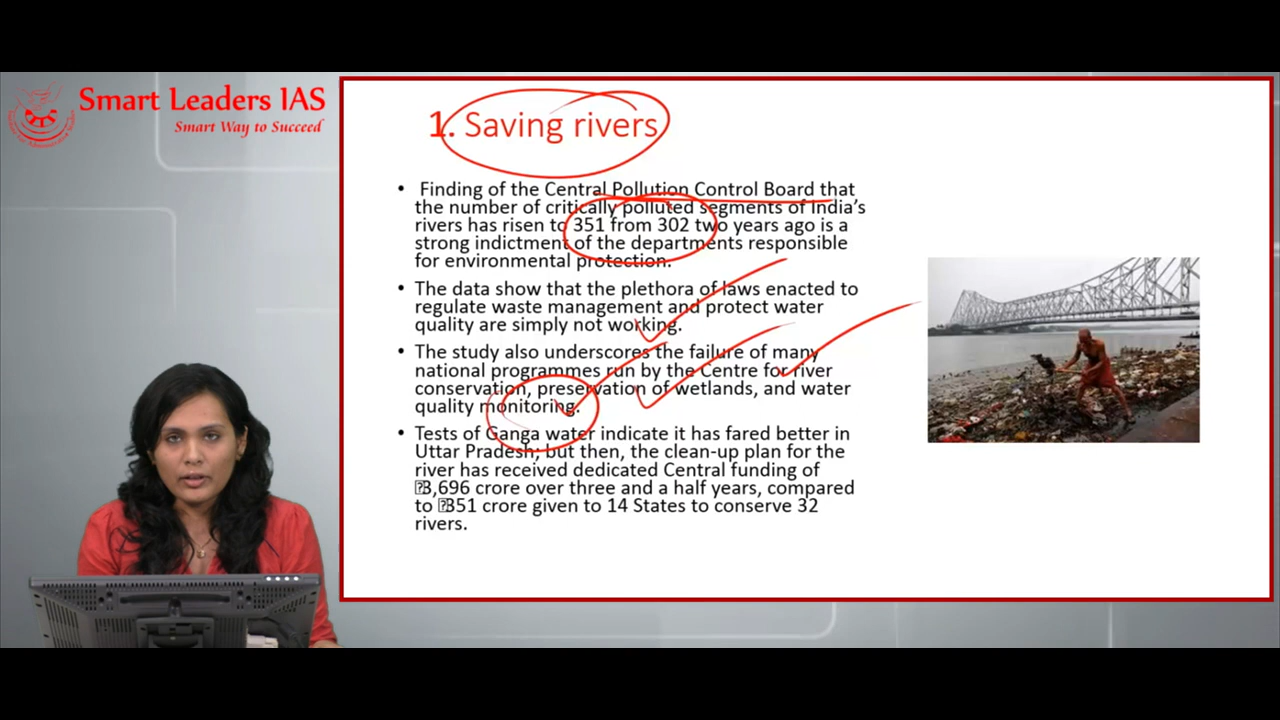 Smart Leaders IAS
Smart Way to Succeed
1. Saving rivers
• Finding of the Central Pollution Control Board that
the number of critically polluted segments of India's
rivers has risen to 351 from 302 two years ago is a
strong indictment of the departments responsible
for environmental protection.
• The data show that the plethora of laws enacted to
regulate waste management and protect water
quality are simply not working.
• The study also underscores the failure of many
national programmes run by the Centre for river
conservation, preservation of wetlands, and water
quality monitoring.
• Tests of Ganga water indicate it has fared better in
Uttar Pradesh; but then, the clean-up plan for the
river has received dedicated Central funding of
3,696 crore over three and a half years, compared
to 351 crore given to 14 States to conserve 32
rivers.